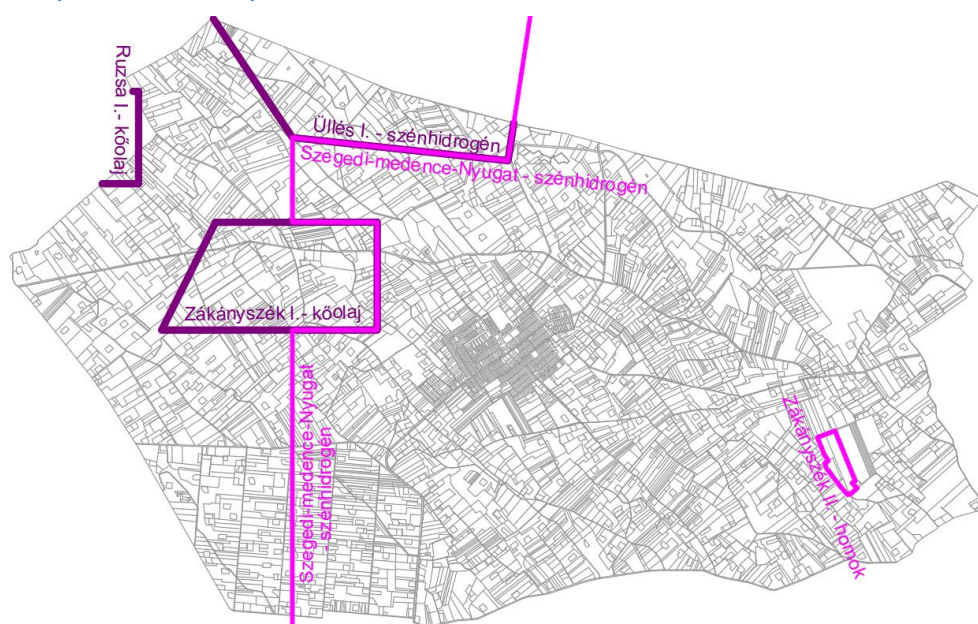 Ruzsa I. - kőolaj
Üllés I. - szénhidrogén
Szegedi-medence-Nyugat - szénhidrogén
Zákányszék I.- kőolaj
Szegedi-medence-Nyugat
- szénhidrogén
Zákányszék II. - homok